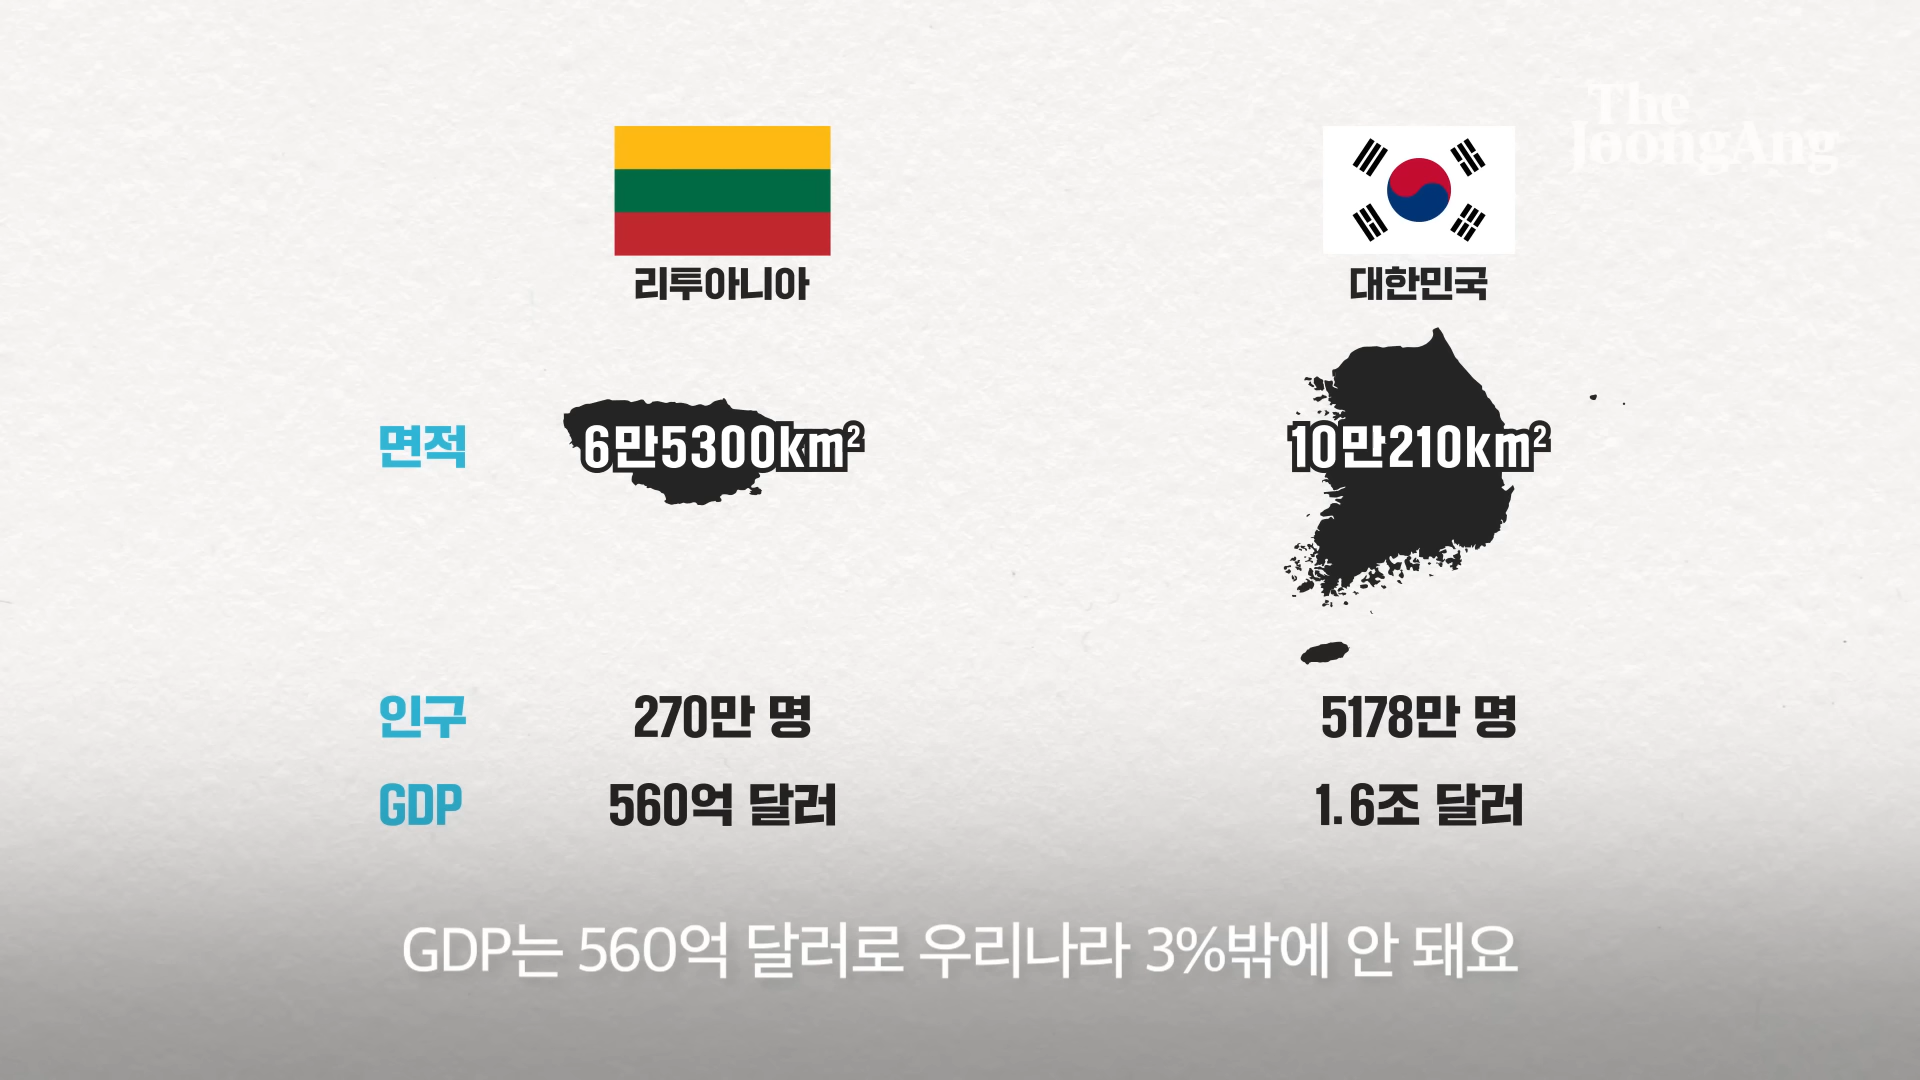 The
JoongAng
리투아니아
대한민국
면적
6만5300km²
10만210km²
인구
270만 명
5178만 명
GDP
560억 달러
1.6조 달러
GDP는 560억 달러로 우리나라 3%밖에 안 돼요